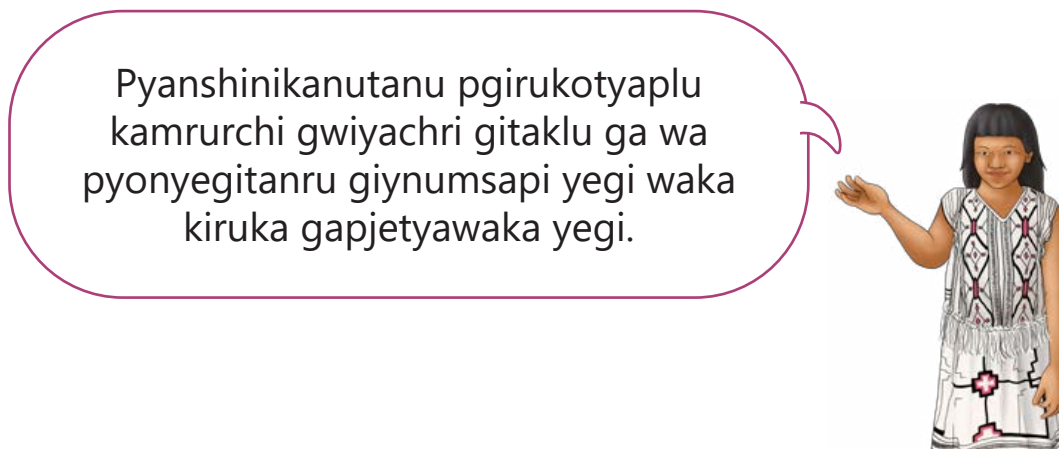 Pyanshinikanutanu pgirukotyaplu
kamrurchi gwiyachri gitaklu ga wa
pyonyegitanru giynumsapi yegi waka
kiruka gapjetyawaka yegi.